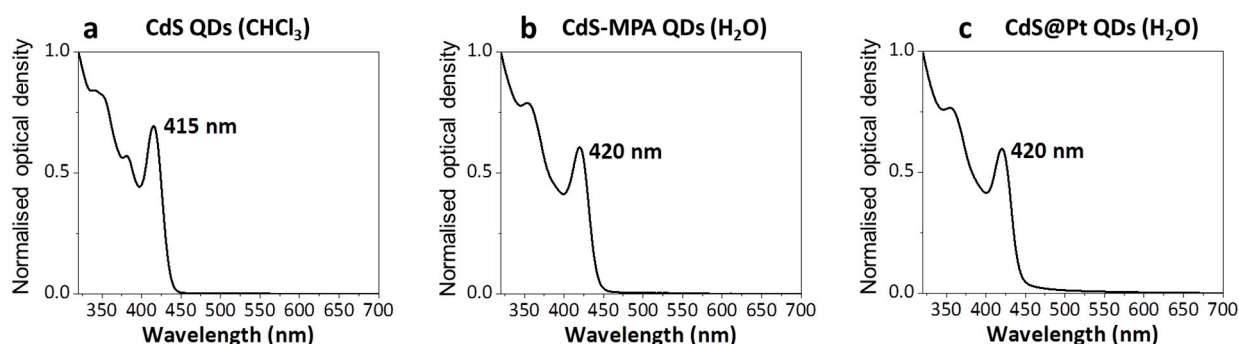 a CdS QDs (CHCl₃)
1.0
0.5
0.0
Normalised optical density
415 nm
350 400 450 500 550 600 650 700
Wavelength (nm)
b CdS-MPA QDs (H₂O)
1.0
0.5
0.0
Normalised optical density
420 nm
350 400 450 500 550 600 650 700
Wavelength (nm)
c CdS@Pt QDs (H₂O)
1.0
0.5
0.0
Normalised optical density
420 nm
350 400 450 500 550 600 650 700
Wavelength (nm)